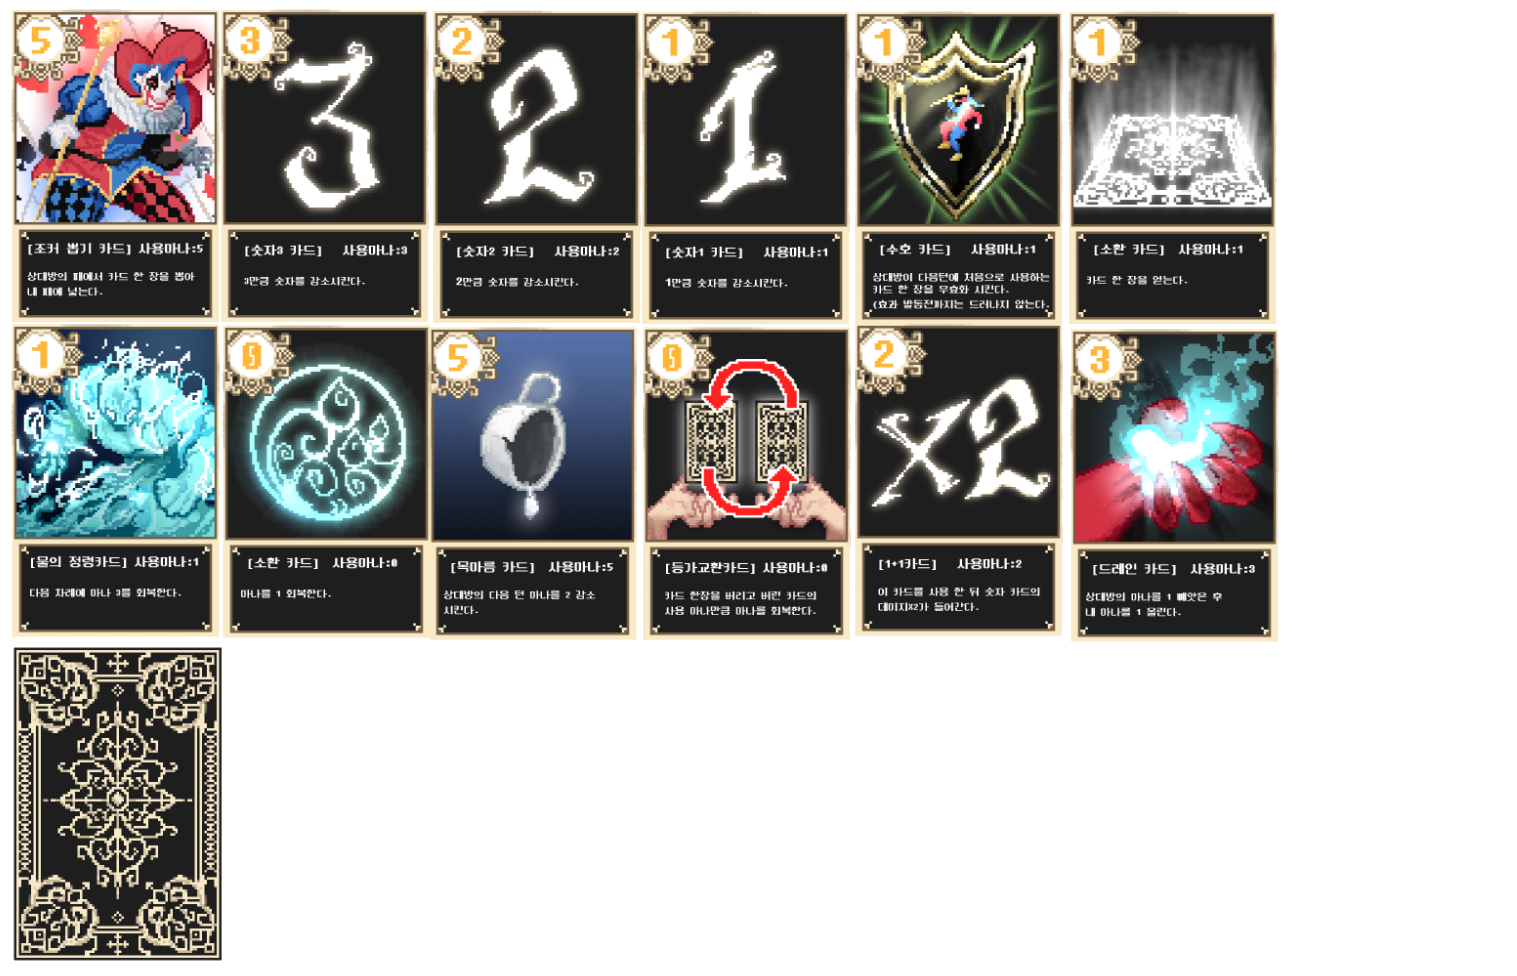 5
[조커 뽑기 카드] 사용마나:5
상대방의 패에서 카드 한 장을 뽑아
내 패에 넣는다.
3
3
[숫자3 카드] 사용마나:3
3만큼 숫자를 감소시킨다.
2
2
[숫자2 카드] 사용마나:2
2만큼 숫자를 감소시킨다.
1
1
[숫자1 카드] 사용마나:1
1만큼 숫자를 감소시킨다.
1
[수호 카드] 사용마나:1
상대방이 다음턴에 처음으로 사용하는
카드 한 장을 무효화 시킨다.
(효과 발동전까지는 드러나지 않는다.
1
[소환 카드] 사용마나:1
카드 한 장을 얻는다.
1
[물의 정령카드] 사용마나:1
다음 차례에 마나 3를 회복한다.
0
[소환 카드] 사용마나:0
마나를 1 회복한다.
5
[목마름 카드] 사용마나:5
상대방의 다음 턴 마나를 2 감소
시킨다.
0
[등가교환카드] 사용마나:0
카드 한장을 버리고 버린 카드의
사용 마나만큼 마나를 회복한다.
2
X2
[1+1카드] 사용마나:2
이 카드를 사용 한 뒤 숫자 카드의
데미지X2가 들어간다.
3
[드레인 카드] 사용마나:3
상대방의 마나를 1 빼앗은 후
내 마나를 1 올린다.